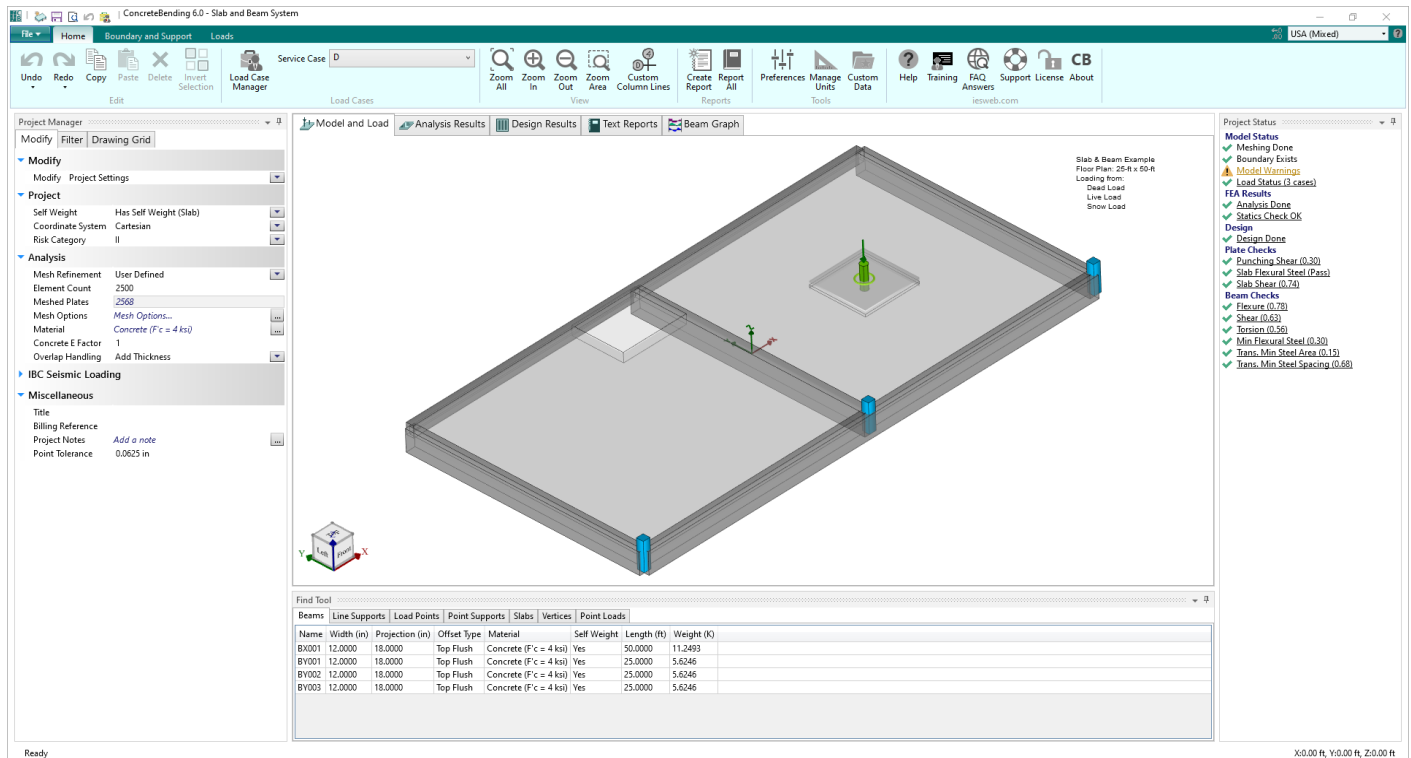 ConcreteBending 6.0 - Slab and Beam System
File Home Boundary and Support Loads USA (Mixed)
Undo Redo Copy Paste Delete Invert Selection
Edit
Load Case Manager
Service Case D
Load Cases
Zoom All Zoom In Zoom Out Zoom Area Custom Column Lines
View
Create Report Report All
Reports
Preferences Manage Units Custom Data
Tools
Help Training FAQ Answers Support License About
CB
iesweb.com
Project Manager
Modify Filter Drawing Grid
Modify
Modify Project Settings
Project
Self Weight Has Self Weight (Slab)
Coordinate System Cartesian
Risk Category II
Analysis
Mesh Refinement User Defined
Element Count 2500
Meshed Plates 2568
Mesh Options Mesh Options... ...
Material Concrete (F'c = 4 ksi) ...
Concrete E Factor 1
Overlap Handling Add Thickness
IBC Seismic Loading
Miscellaneous
Title
Billing Reference
Project Notes Add a note ...
Point Tolerance 0.0625 in
Model and Load Analysis Results Design Results Text Reports Beam Graph
Slab & Beam Example
Floor Plan: 25-ft x 50-ft
Loading from:
Dead Load
Live Load
Snow Load
Left Front
Y X
Find Tool
Beams Line Supports Load Points Point Supports Slabs Vertices Point Loads
Name Width (in) Projection (in) Offset Type Material Self Weight Length (ft) Weight (K)
BX001 12.0000 18.0000 Top Flush Concrete (F'c = 4 ksi) Yes 50.0000 11.2493
BY001 12.0000 18.0000 Top Flush Concrete (F'c = 4 ksi) Yes 25.0000 5.6246
BY002 12.0000 18.0000 Top Flush Concrete (F'c = 4 ksi) Yes 25.0000 5.6246
BY003 12.0000 18.0000 Top Flush Concrete (F'c = 4 ksi) Yes 25.0000 5.6246
Project Status
Model Status
Meshing Done
Boundary Exists
Model Warnings
Load Status (3 cases)
FEA Results
Analysis Done
Statics Check OK
Design
Design Done
Plate Checks
Punching Shear (0.30)
Slab Flexural Steel (Pass)
Slab Shear (0.74)
Beam Checks
Flexure (0.78)
Shear (0.63)
Torsion (0.56)
Min Flexural Steel (0.30)
Trans. Min Steel Area (0.15)
Trans. Min Steel Spacing (0.68)
Ready
X:0.00 ft, Y:0.00 ft, Z:0.00 ft